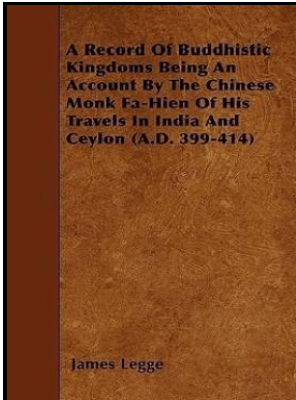 A Record Of Buddhistic
Kingdoms Being An
Account By The Chinese
Monk Fa-Hien Of His
Travels In India And
Ceylon (A.D. 399-414)
James Legge